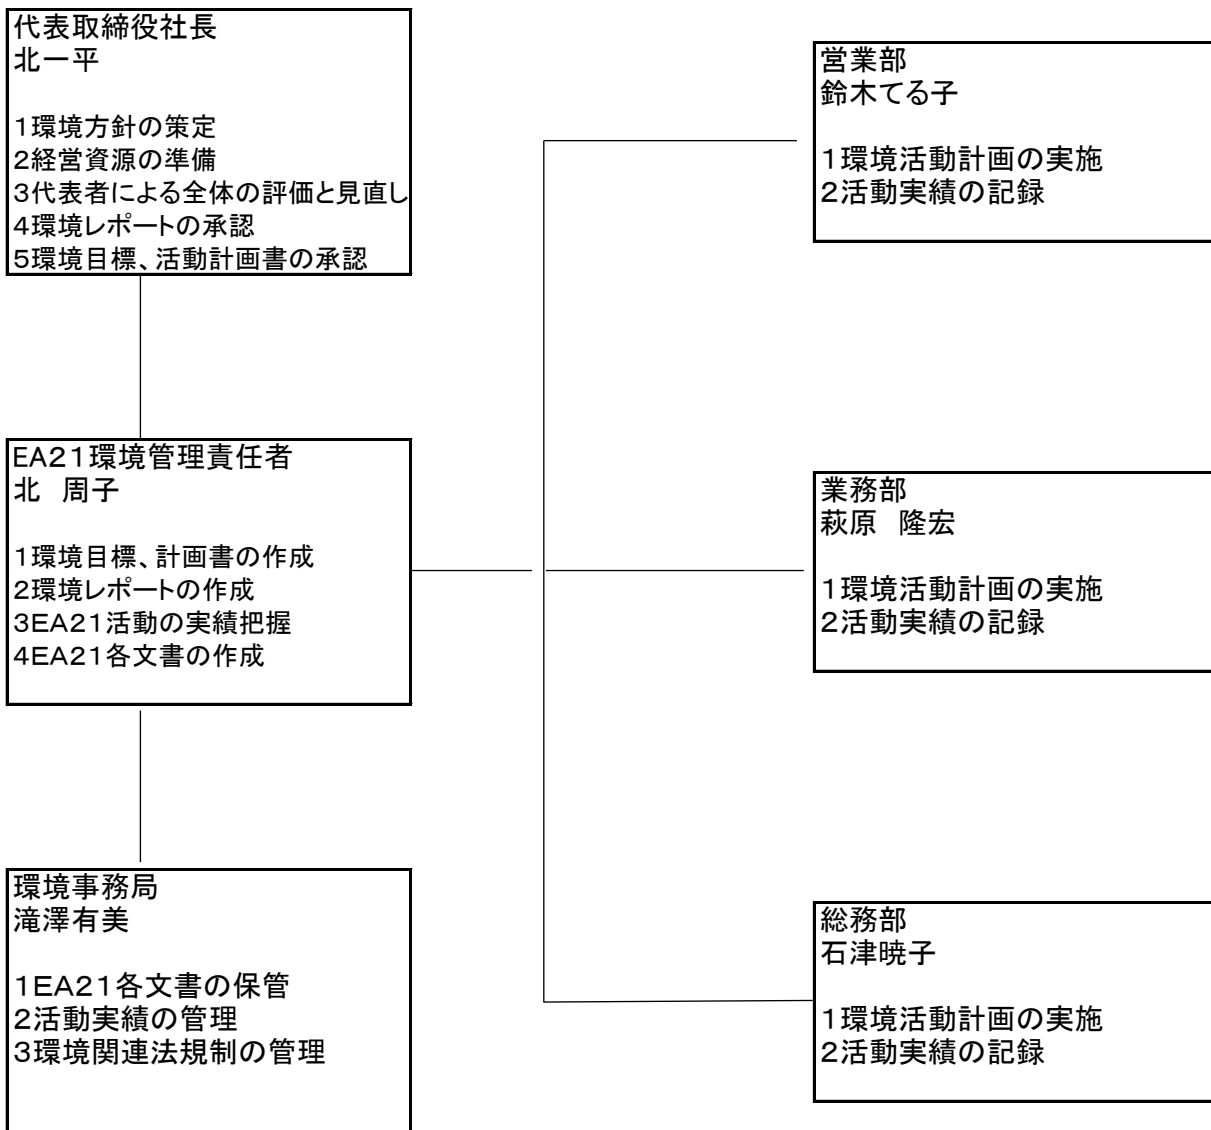 代表取締役社長
北一平
1環境方針の策定
2経営資源の準備
3代表者による全体の評価と見直し
4環境レポートの承認
5環境目標、活動計画書の承認
EA21環境管理責任者
北　周子
1環境目標、計画書の作成
2環境レポートの作成
3EA21活動の実績把握
4EA21各文書の作成
環境事務局
滝澤有美
1EA21各文書の保管
2活動実績の管理
3環境関連法規制の管理
営業部
鈴木てる子
1環境活動計画の実施
2活動実績の記録
業務部
萩原　隆宏
1環境活動計画の実施
2活動実績の記録
総務部
石津暁子
1環境活動計画の実施
2活動実績の記録